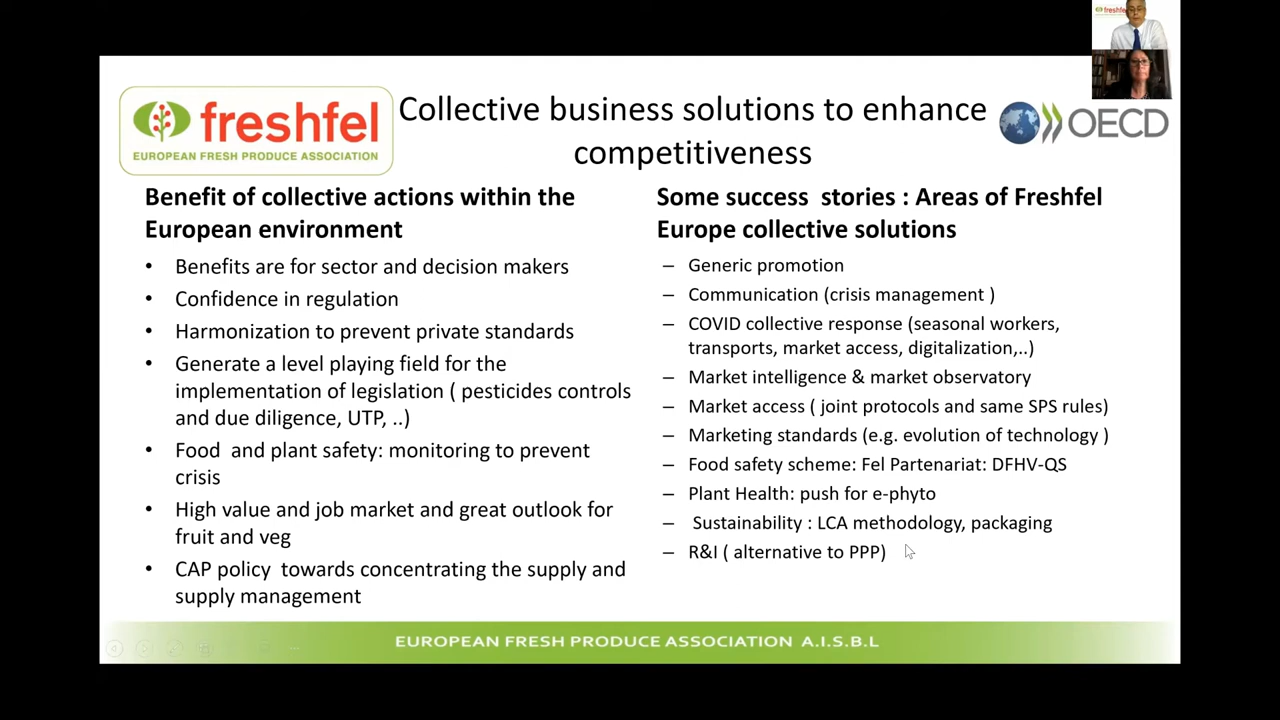 freshfel
freshfel
EUROPEAN FRESH PRODUCE ASSOCIATION
Collective business solutions to enhance
competitiveness
OECD
Benefit of collective actions within the
European environment
• Benefits are for sector and decision makers
• Confidence in regulation
• Harmonization to prevent private standards
• Generate a level playing field for the
implementation of legislation ( pesticides controls
and due diligence, UTP, ..)
• Food  and plant safety: monitoring to prevent
crisis
• High value and job market and great outlook for
fruit and veg
• CAP policy  towards concentrating the supply and
supply management
Some success  stories : Areas of Freshfel
Europe collective solutions
– Generic promotion
– Communication (crisis management )
– COVID collective response (seasonal workers,
transports, market access, digitalization,..)
– Market intelligence & market observatory
– Market access ( joint protocols and same SPS rules)
– Marketing standards (e.g. evolution of technology )
– Food safety scheme: Fel Partenariat: DFHV-QS
– Plant Health: push for e-phyto
– Sustainability : LCA methodology, packaging
– R&I ( alternative to PPP)
EUROPEAN FRESH PRODUCE ASSOCIATION  A.I.S.B.L